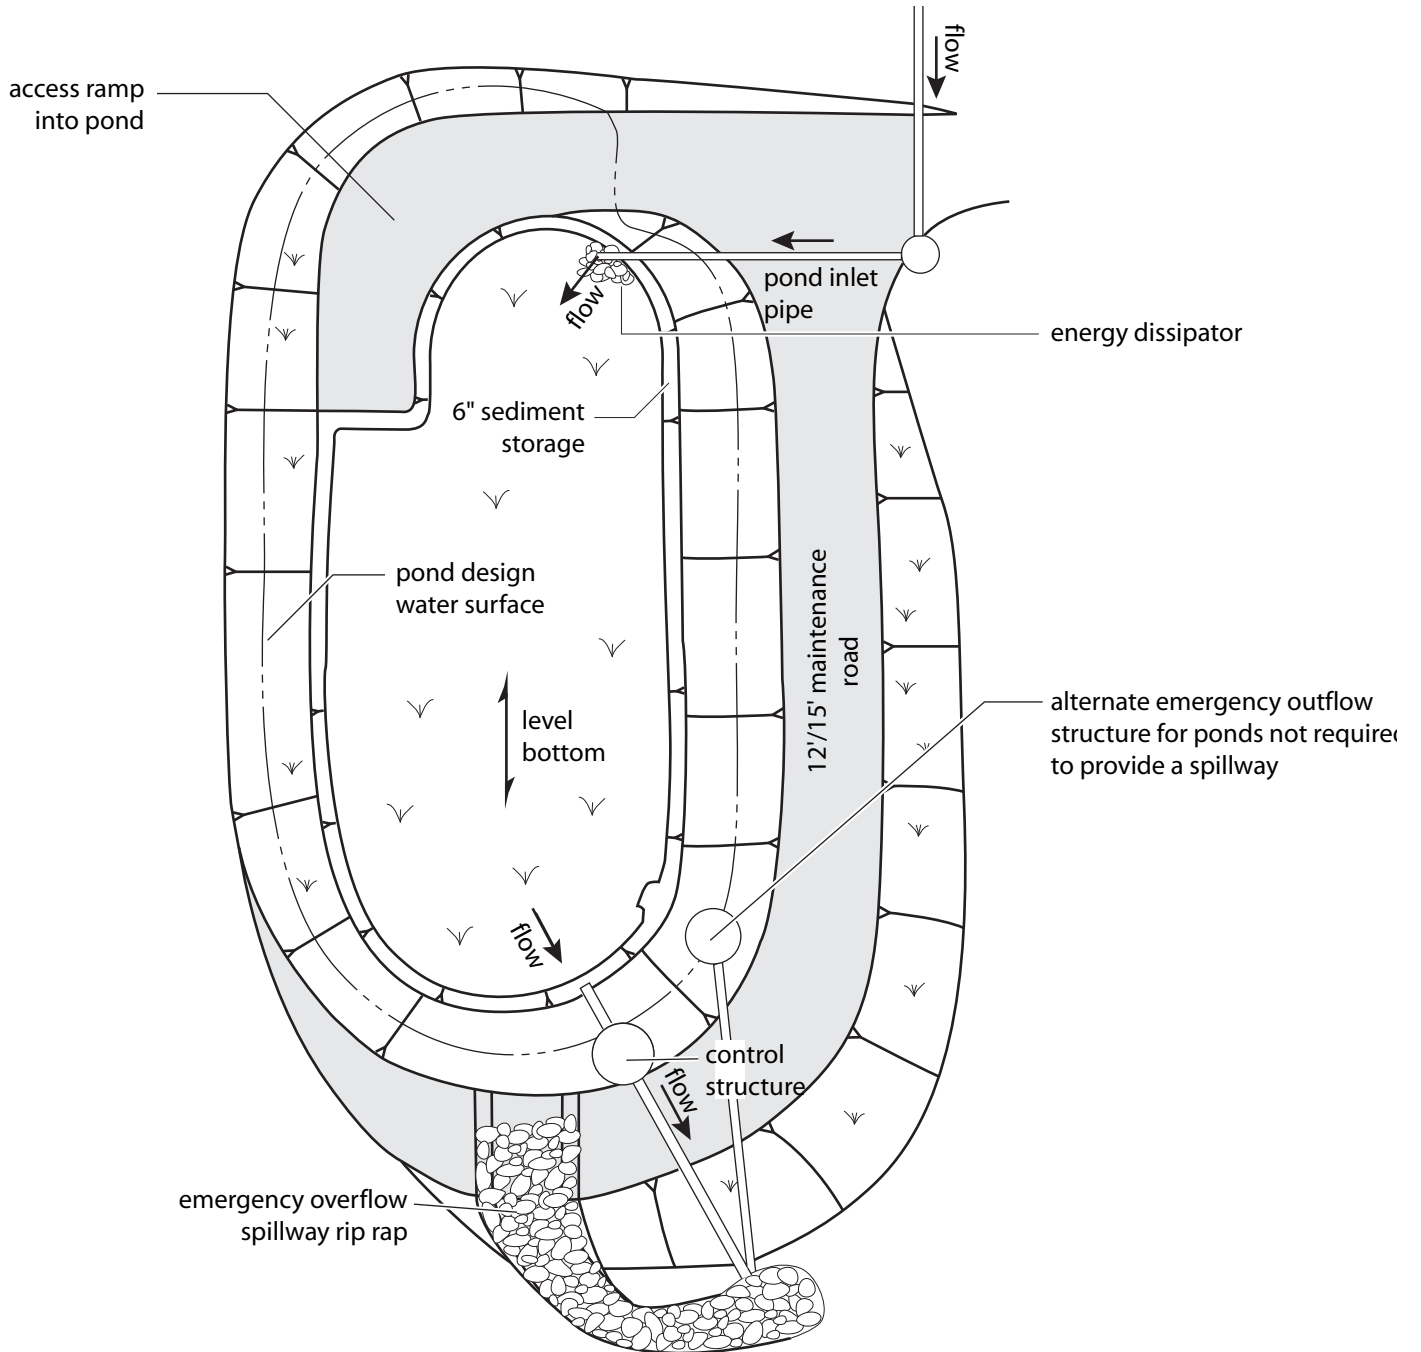 flow
access ramp
into pond
pond inlet
pipe
flow
energy dissipator
6" sediment
storage
pond design
water surface
12'/15' maintenance
road
level
bottom
alternate emergency outflow
structure for ponds not required
to provide a spillway
flow
control
structure
flow
emergency overflow
spillway rip rap